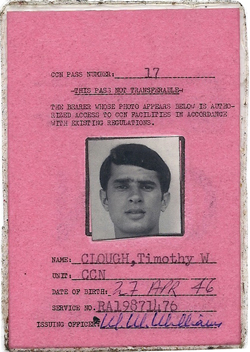 CCN PASS NUMBER: 17
-THIS PASS NOT TRANSFERABLE-
THE BEARER WHOSE PHOTO APPEARS BELOW IS AUTHO-
RIZED ACCESS TO CCN FACILITIES IN ACCORDANCE
WITH EXISTING REGULATIONS.
NAME: CLOUGH,Timothy W
UNIT: CCN
DATE OF BIRTH: 27 APR 46
SERVICE NO. RA19871476
ISSUING OFFICER